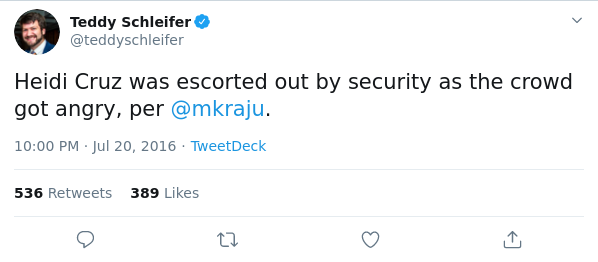 Teddy Schleifer
@teddyschleifer
Heidi Cruz was escorted out by security as the crowd
got angry, per @mkraju.
10:00 PM · Jul 20, 2016 · TweetDeck
536 Retweets 389 Likes